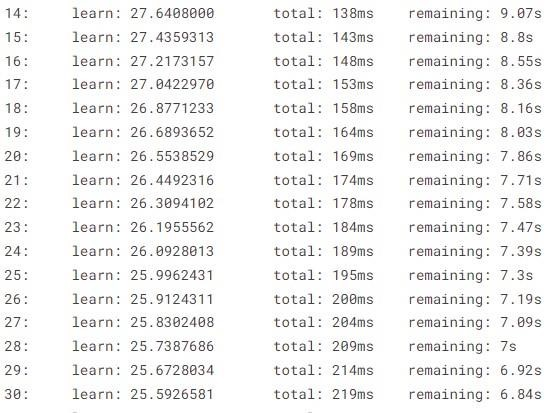 14: learn: 27.6408000 total: 138ms remaining: 9.07s
15: learn: 27.4359313 total: 143ms remaining: 8.8s
16: learn: 27.2173157 total: 148ms remaining: 8.55s
17: learn: 27.0422970 total: 153ms remaining: 8.36s
18: learn: 26.8771233 total: 158ms remaining: 8.16s
19: learn: 26.6893652 total: 164ms remaining: 8.03s
20: learn: 26.5538529 total: 169ms remaining: 7.86s
21: learn: 26.4492316 total: 174ms remaining: 7.71s
22: learn: 26.3094102 total: 178ms remaining: 7.58s
23: learn: 26.1955562 total: 184ms remaining: 7.47s
24: learn: 26.0928013 total: 189ms remaining: 7.39s
25: learn: 25.9962431 total: 195ms remaining: 7.3s
26: learn: 25.9124311 total: 200ms remaining: 7.19s
27: learn: 25.8302408 total: 204ms remaining: 7.09s
28: learn: 25.7387686 total: 209ms remaining: 7s
29: learn: 25.6728034 total: 214ms remaining: 6.92s
30: learn: 25.5926581 total: 219ms remaining: 6.84s